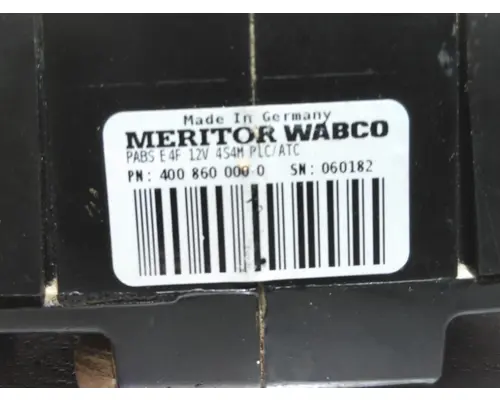 Made In Germany
MERITOR WABCO
PABS E4F 12V 4S4M PLC/ATC
PN: 400 860 000 0 SN: 060182